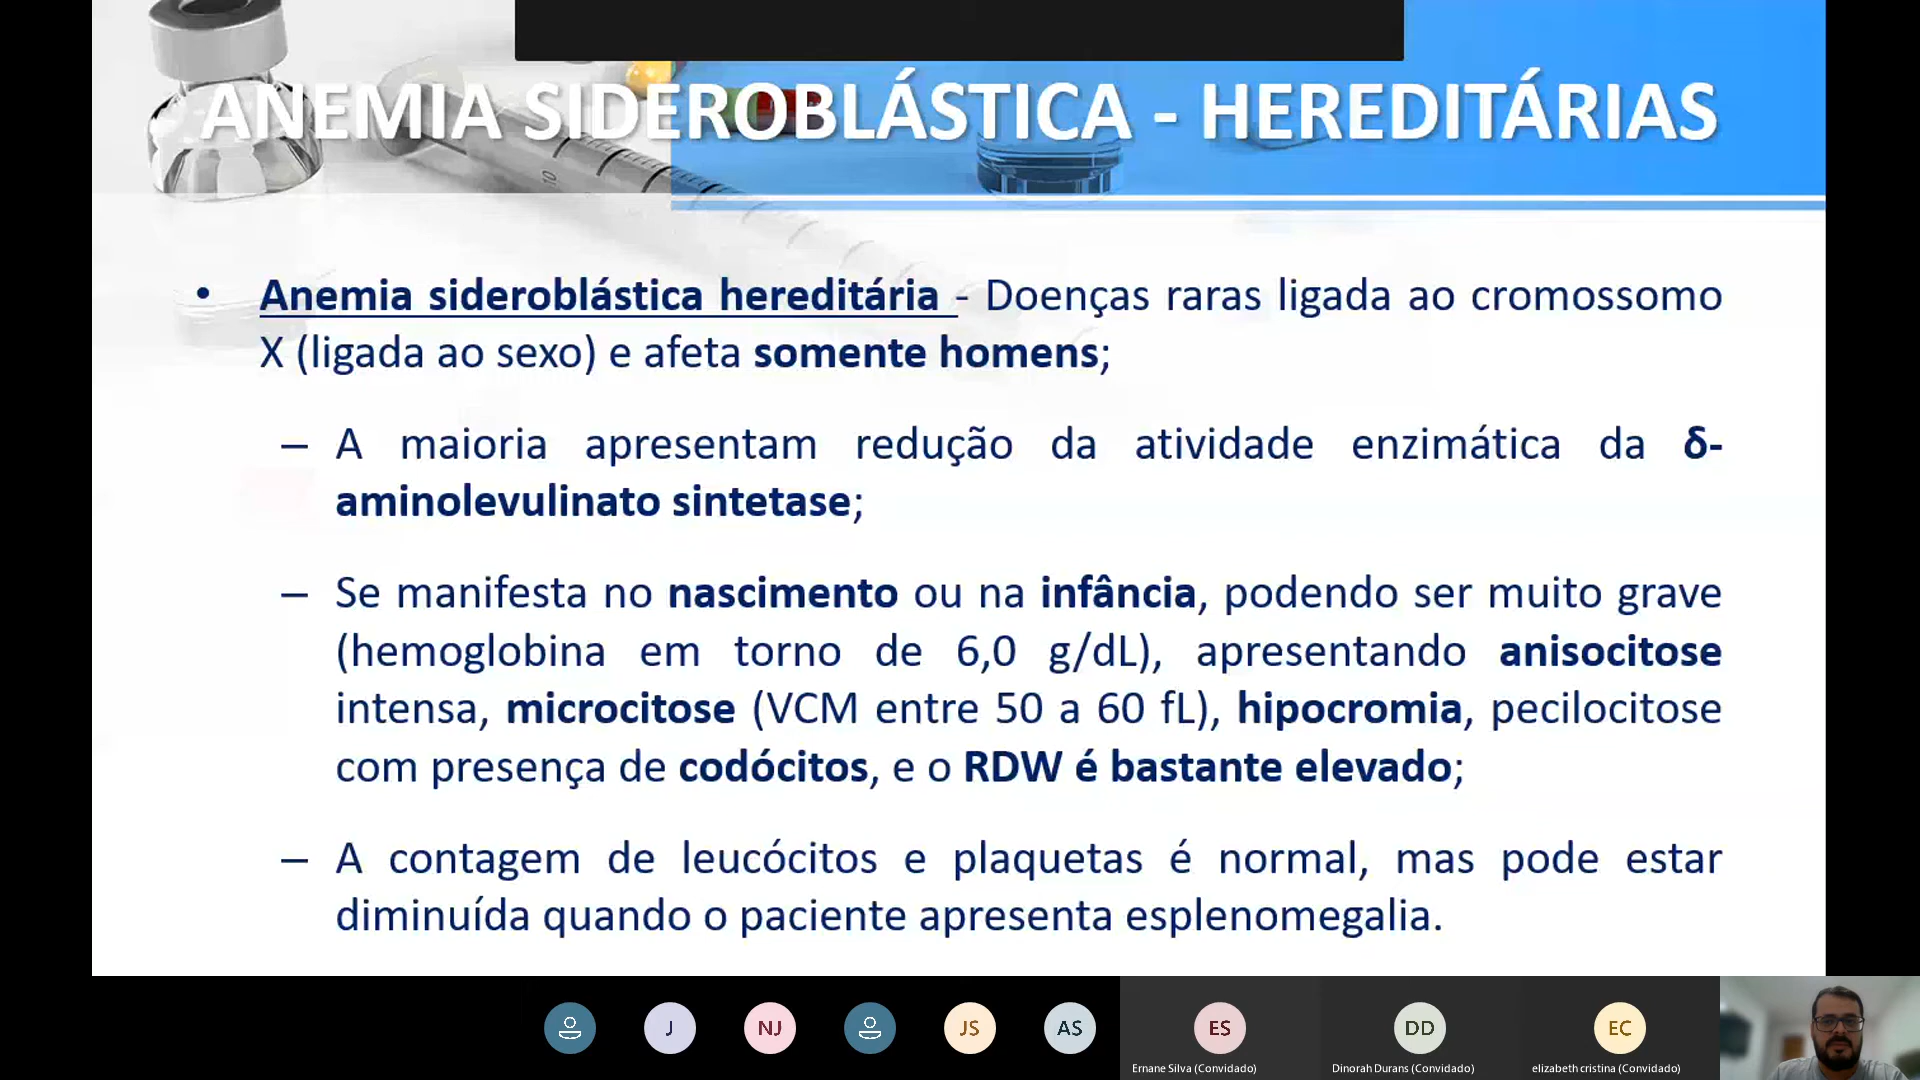 ANEMIA SIDEROBLÁSTICA - HEREDITÁRIAS
10
• Anemia sideroblástica hereditária - Doenças raras ligada ao cromossomo
X (ligada ao sexo) e afeta somente homens;
– A maioria apresentam redução da atividade enzimática da δ-
aminolevulinato sintetase;
– Se manifesta no nascimento ou na infância, podendo ser muito grave
(hemoglobina em torno de 6,0 g/dL), apresentando anisocitose
intensa, microcitose (VCM entre 50 a 60 fL), hipocromia, pecilocitose
com presença de codócitos, e o RDW é bastante elevado;
– A contagem de leucócitos e plaquetas é normal, mas pode estar
diminuída quando o paciente apresenta esplenomegalia.
J NJ JS AS ES DD EC
Ernane Silva (Convidado) Dinorah Durans (Convidado) elizabeth cristina (Convidado)